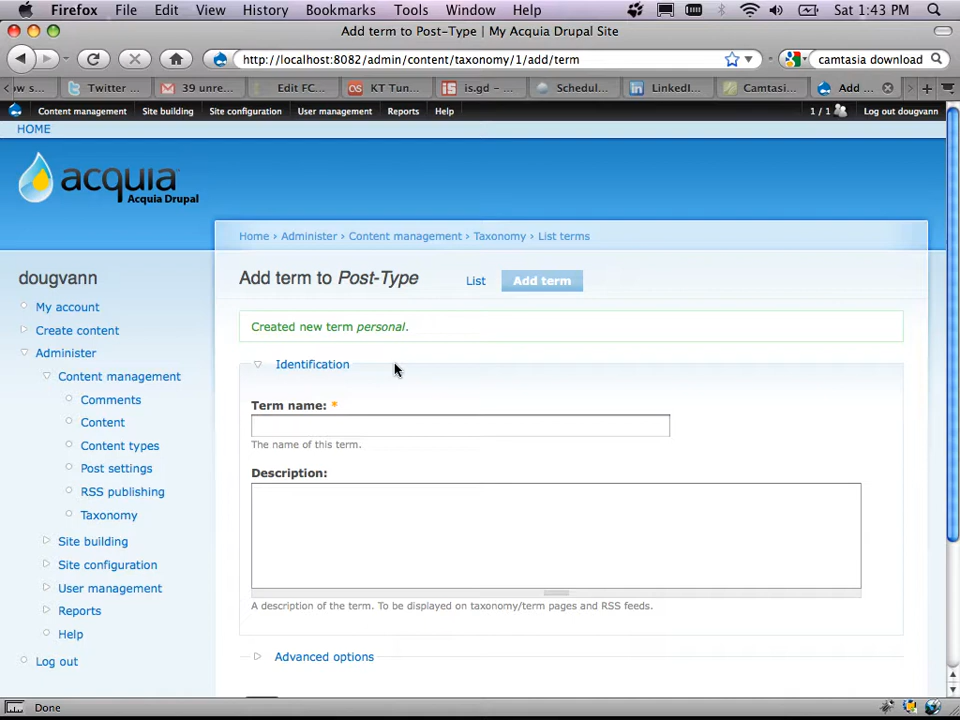 Firefox File Edit View History Bookmarks Tools Window Help Sat 1:43 PM
Add term to Post-Type | My Acquia Drupal Site
http://localhost:8082/admin/content/taxonomy/1/add/term camtasia download
ow s... Twitter ... 39 unre... Edit FC... KT Tun... is.gd – ... Schedul... LinkedI... Camtasi... Add ...
Content management Site building Site configuration User management Reports Help 1 / 1 Log out dougvann
HOME
acquia
Acquia Drupal
Home › Administer › Content management › Taxonomy › List terms
dougvann
Add term to Post-Type List Add term
My account
Create content
Administer
Content management
Comments
Content
Content types
Post settings
RSS publishing
Taxonomy
Site building
Site configuration
User management
Reports
Help
Log out
Created new term personal.
Identification
Term name: *
The name of this term.
Description:
A description of the term. To be displayed on taxonomy/term pages and RSS feeds.
Advanced options
Done